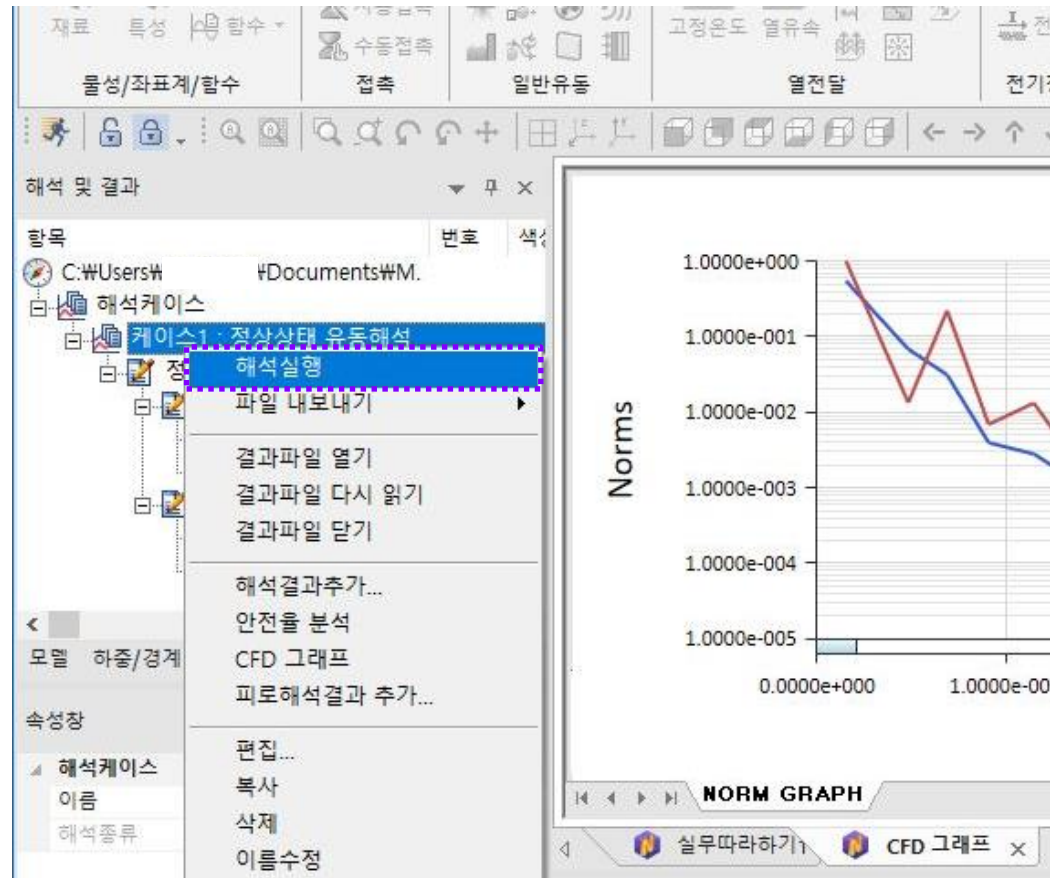 재료 특성 함수
수동접촉
고정온도 열유속
물성/좌표계/함수 접촉 일반유동 열전달
해석 및 결과
항목 번호
C:₩Users₩ ₩Documents₩M.
해석케이스
케이스1 : 정상상태 유동해석
정
해석실행
파일 내보내기
결과파일 열기
결과파일 다시 읽기
결과파일 닫기
해석결과추가...
안전율 분석
CFD 그래프
피로해석결과 추가...
편집...
복사
삭제
이름수정
모델 하중/경계
속성창
해석케이스
이름
해석종류
Norms
1.0000e+000
1.0000e-001
1.0000e-002
1.0000e-003
1.0000e-004
1.0000e-005
0.0000e+000 1.0000e-00
NORM GRAPH
실무따라하기1 CFD 그래프